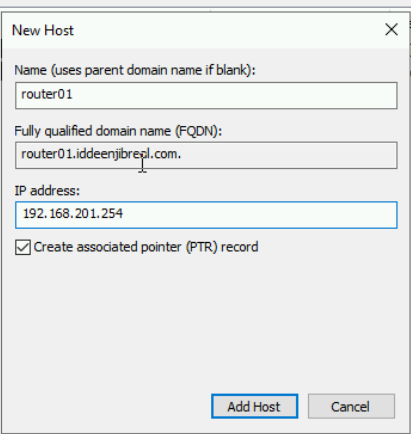 New Host
Name (uses parent domain name if blank):
router01
Fully qualified domain name (FQDN):
router01.iddeenjibreal.com.
IP address:
192.168.201.254
Create associated pointer (PTR) record
Add Host
Cancel